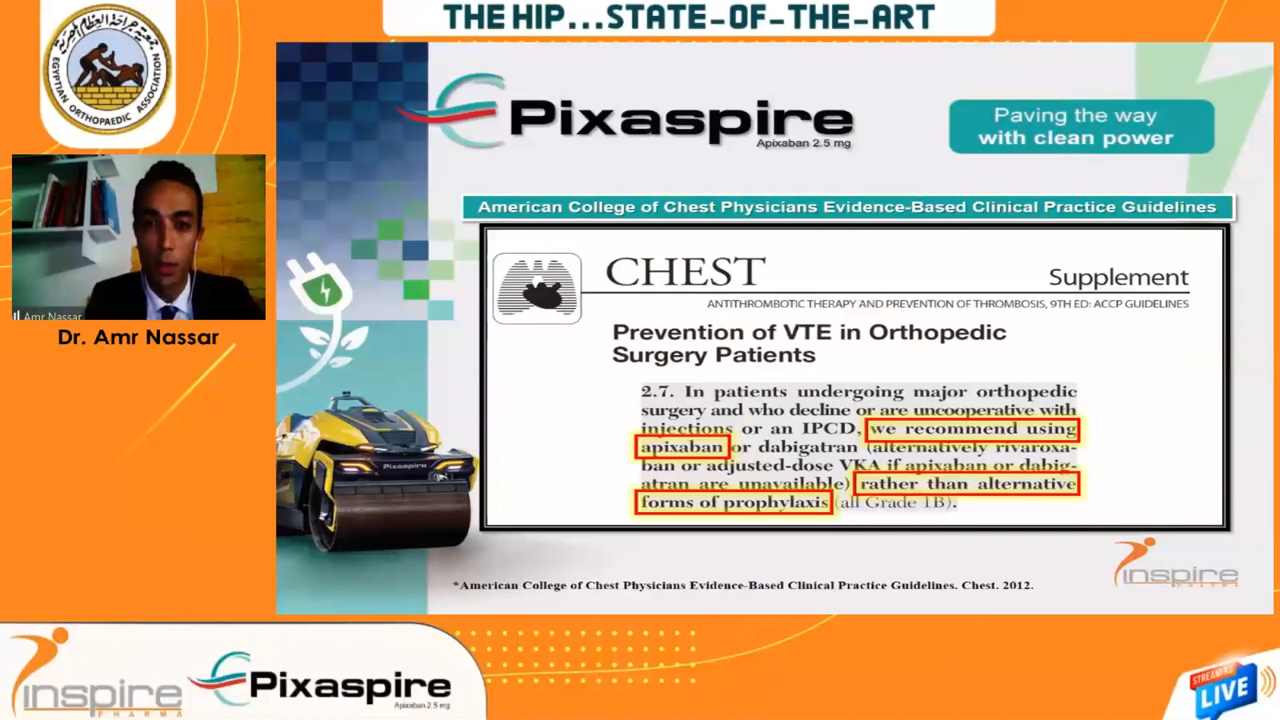 THE HIP...STATE-OF-THE-ART
EGYPTIAN ORTHOPAEDIC ASSOCIATION
Amr Nassar
Dr. Amr Nassar
Pixaspire
Apixaban 2.5 mg
Paving the way
with clean power
American College of Chest Physicians Evidence-Based Clinical Practice Guidelines
CHEST
Supplement
ANTITHROMBOTIC THERAPY AND PREVENTION OF THROMBOSIS, 9TH ED: ACCP GUIDELINES
Prevention of VTE in Orthopedic
Surgery Patients
2.7. In patients undergoing major orthopedic
surgery and who decline or are uncooperative with
injections or an IPCD, we recommend using
apixaban or dabigatran (alternatively rivaroxa-
ban or adjusted-dose VKA if apixaban or dabig-
atran are unavailable) rather than alternative
forms of prophylaxis (all Grade 1B).
Pixaspire
inspire
PHARMA
*American College of Chest Physicians Evidence-Based Clinical Practice Guidelines. Chest. 2012.
inspire
PHARMA
Pixaspire
Apixaban 2.5 mg
STREAMING
LIVE